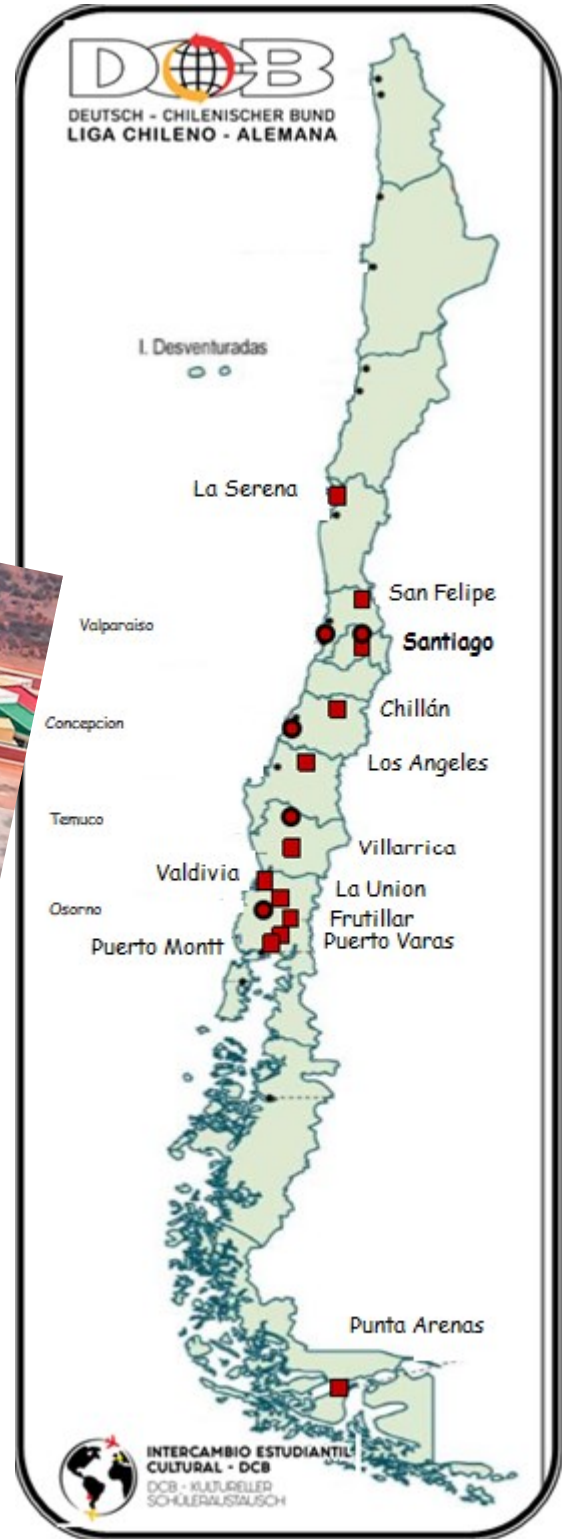 DCB
DEUTSCH - CHILENISCHER BUND
LIGA CHILENO - ALEMANA
I. Desventuradas
La Serena
San Felipe
Valparaiso
Santiago
Chillán
Concepcion
Los Angeles
Temuco
Villarrica
Valdivia
La Union
Osorno
Frutillar
Puerto Varas
Puerto Montt
Punta Arenas
INTERCAMBIO ESTUDIANTIL
CULTURAL - DCB
DCB - KULTURELLER
SCHÜLERAUSTAUSCH